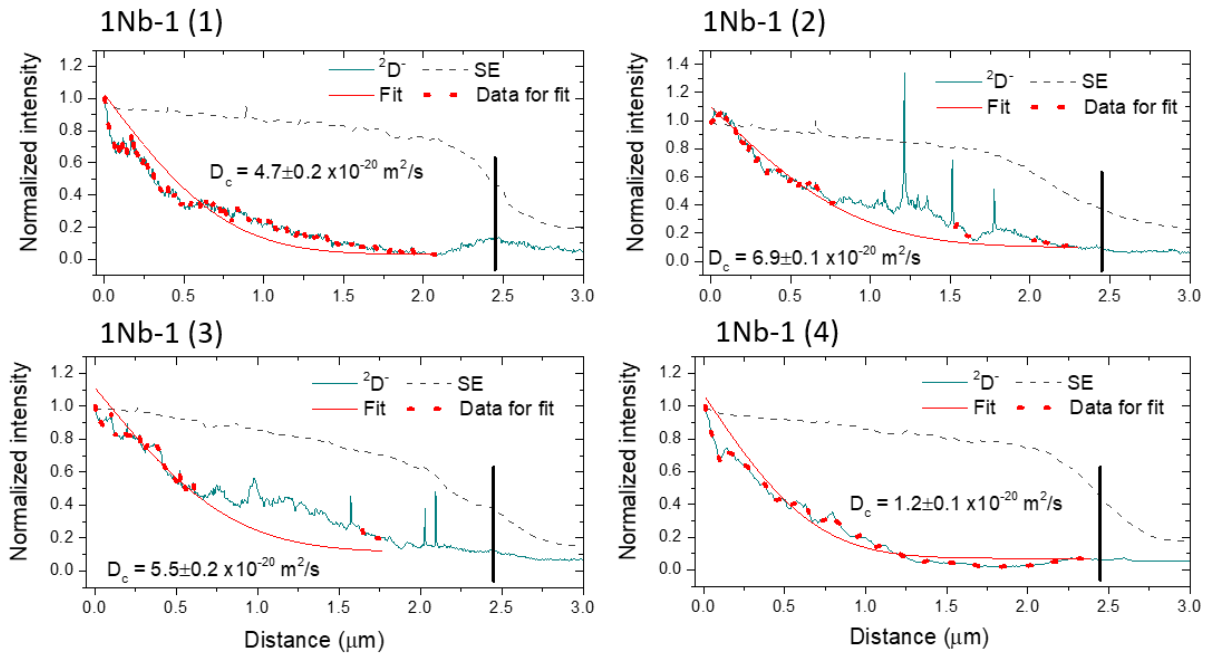 1Nb-1 (1)
1.2
1.0
0.8
0.6
0.4
0.2
0.0
Normalized intensity
²D⁻
SE
Fit
Data for fit
D_c = 4.7±0.2 x10⁻²⁰ m²/s
0.0 0.5 1.0 1.5 2.0 2.5 3.0
1Nb-1 (2)
1.4
1.2
1.0
0.8
0.6
0.4
0.2
0.0
Normalized intensity
²D⁻
SE
Fit
Data for fit
D_c = 6.9±0.1 x10⁻²⁰ m²/s
0.0 0.5 1.0 1.5 2.0 2.5 3.0
1Nb-1 (3)
1.2
1.0
0.8
0.6
0.4
0.2
0.0
Normalized intensity
²D⁻
SE
Fit
Data for fit
D_c = 5.5±0.2 x10⁻²⁰ m²/s
0.0 0.5 1.0 1.5 2.0 2.5 3.0
Distance (μm)
1Nb-1 (4)
1.2
1.0
0.8
0.6
0.4
0.2
0.0
Normalized intensity
²D⁻
SE
Fit
Data for fit
D_c = 1.2±0.1 x10⁻²⁰ m²/s
0.0 0.5 1.0 1.5 2.0 2.5 3.0
Distance (μm)